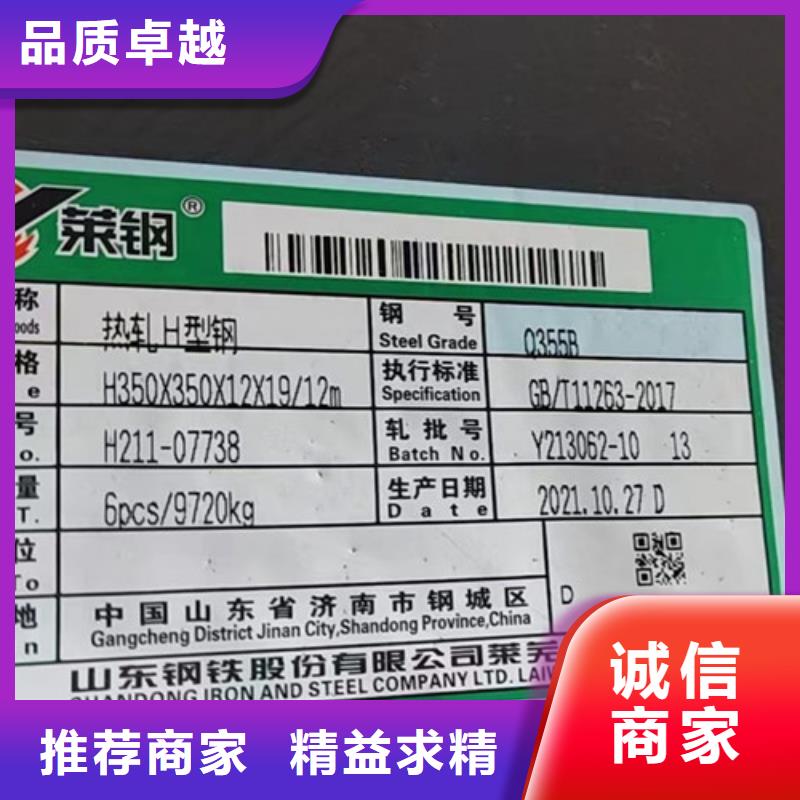 品质卓越
莱钢®
称 热轧H型钢 钢号 Q355B
oods Steel Grade
格 H350X350X12X19/12m 执行标准 GB/T11263-2017
e Specification
号 H211-07738 轧批号 Y213062-10 13
o. Batch No.
量 6pcs/9720kg 生产日期 2021.10.27 D
T. Date
位
To D
地 中国山东省济南市钢城区
n Gangcheng District Jinan City,Shandong Province,China
山东钢铁股份有限公司莱芜
SHANDONG IRON AND STEEL COMPANY LTD. LAIW
诚信
商家
推荐商家 精益求精